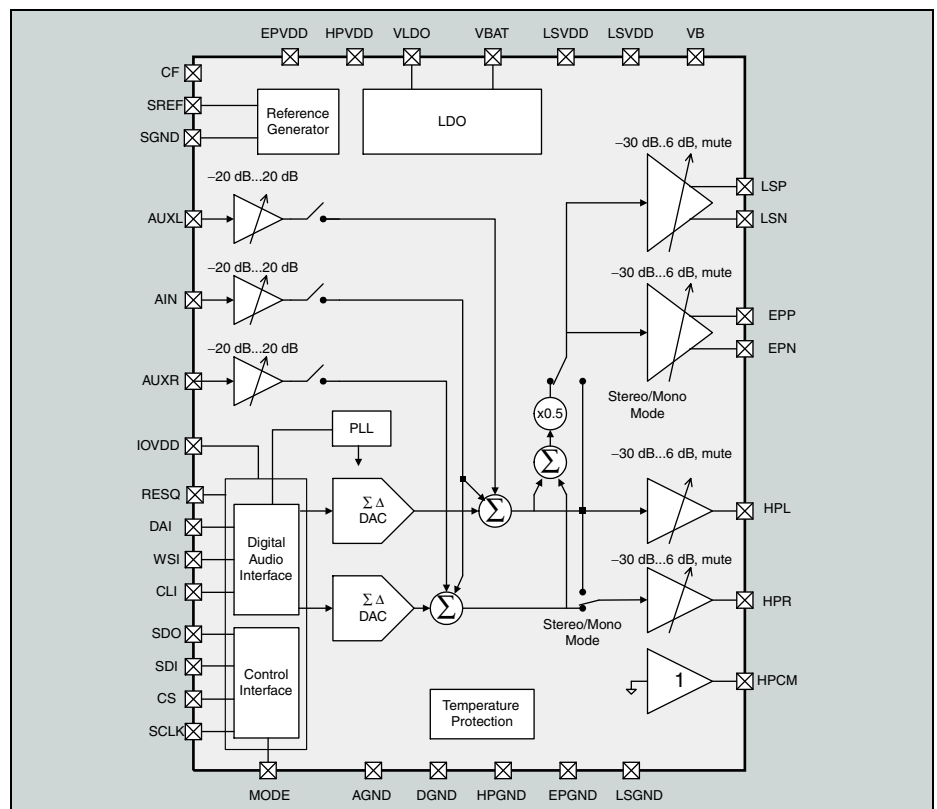 EPVDD HPVDD VLDO VBAT LSVDD LSVDD VB
CF
SREF
SGND
Reference
Generator
LDO
−30 dB..6 dB, mute
LSP
LSN
−20 dB...20 dB
AUXL
−20 dB...20 dB
AIN
−30 dB...6 dB, mute
EPP
EPN
−20 dB...20 dB
AUXR
Stereo/Mono
Mode
x0.5
PLL
Σ
IOVDD
−30 dB...6 dB, mute
RESQ
DAI
WSI
CLI
Digital
Audio
Interface
Σ Δ
DAC
Σ
HPL
−30 dB...6 dB, mute
Σ Δ
DAC
Σ
HPR
Stereo/Mono
Mode
SDO
SDI
CS
SCLK
Control
Interface
1
HPCM
Temperature
Protection
MODE AGND DGND HPGND EPGND LSGND